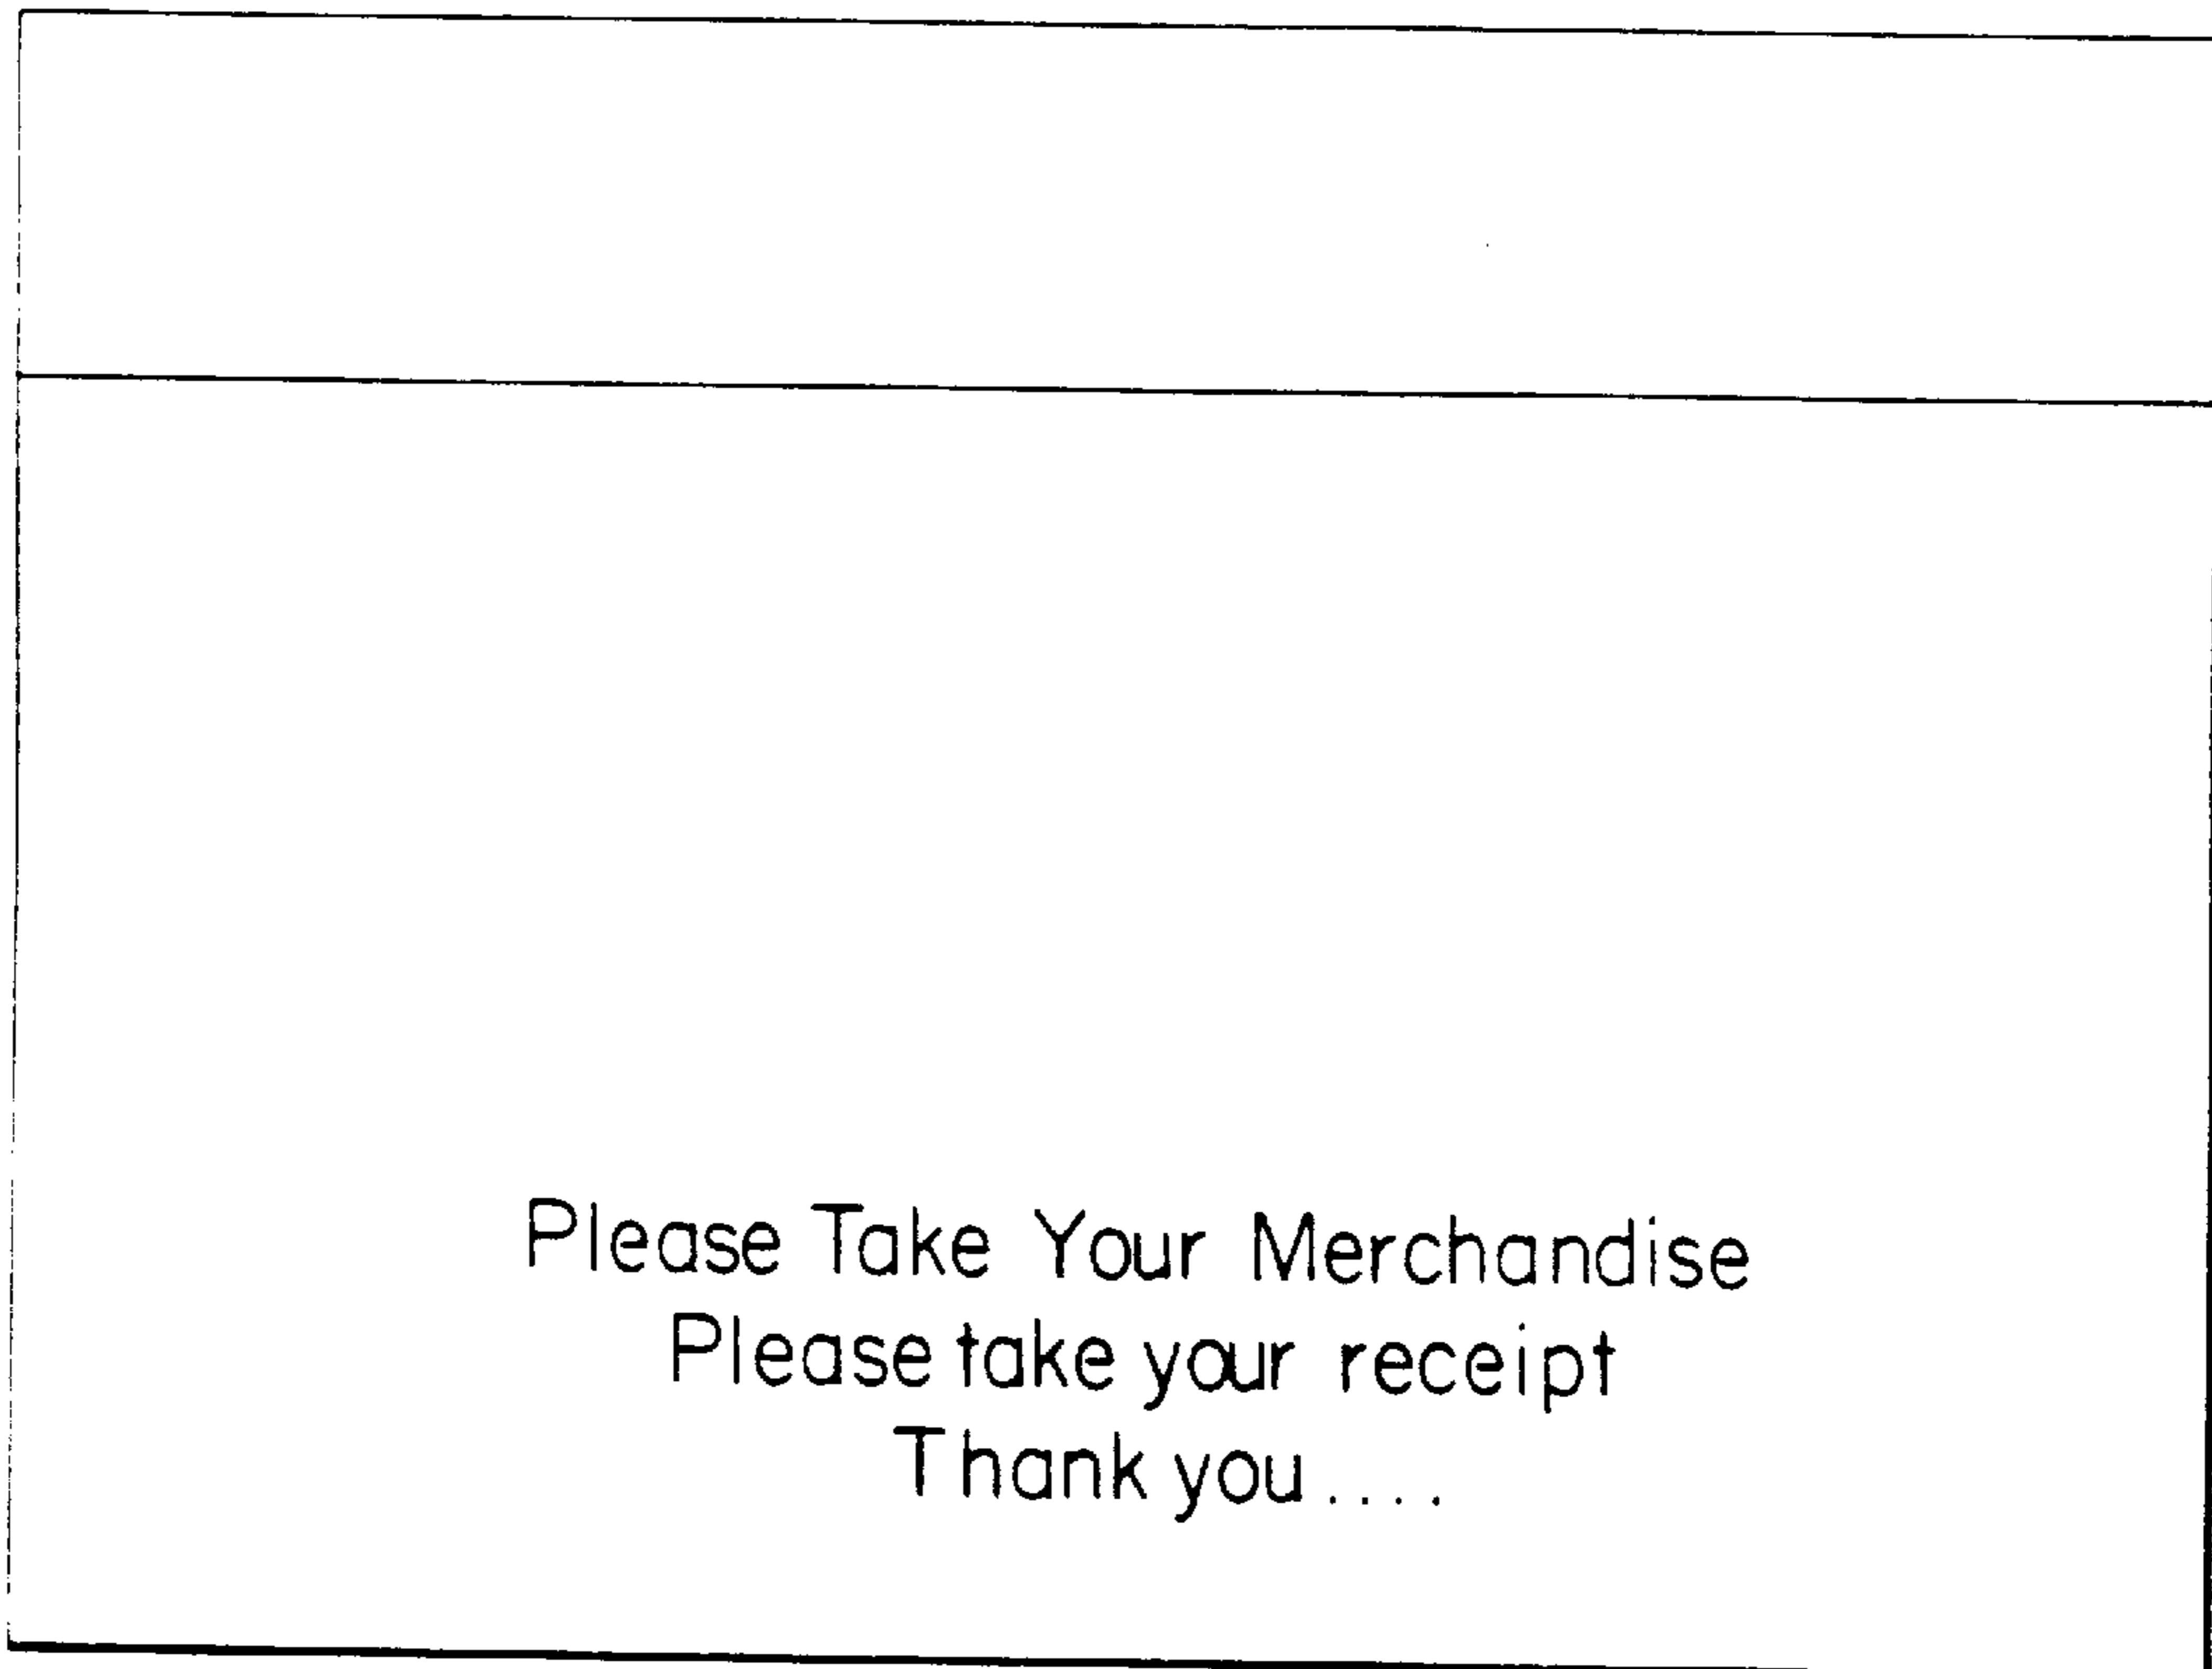 Please Take Your Merchandise
Please take your receipt
Thank you....